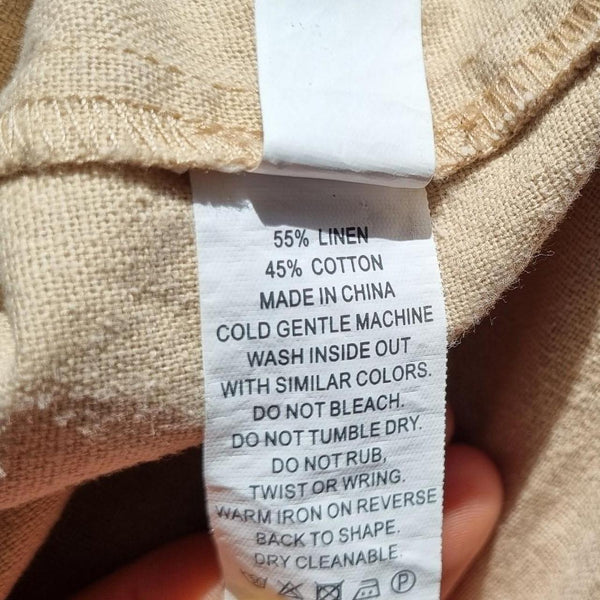 55% LINEN
45% COTTON
MADE IN CHINA
COLD GENTLE MACHINE
WASH INSIDE OUT
WITH SIMILAR COLORS.
DO NOT BLEACH.
DO NOT TUMBLE DRY.
DO NOT RUB,
TWIST OR WRING.
WARM IRON ON REVERSE
BACK TO SHAPE.
DRY CLEANABLE.
P